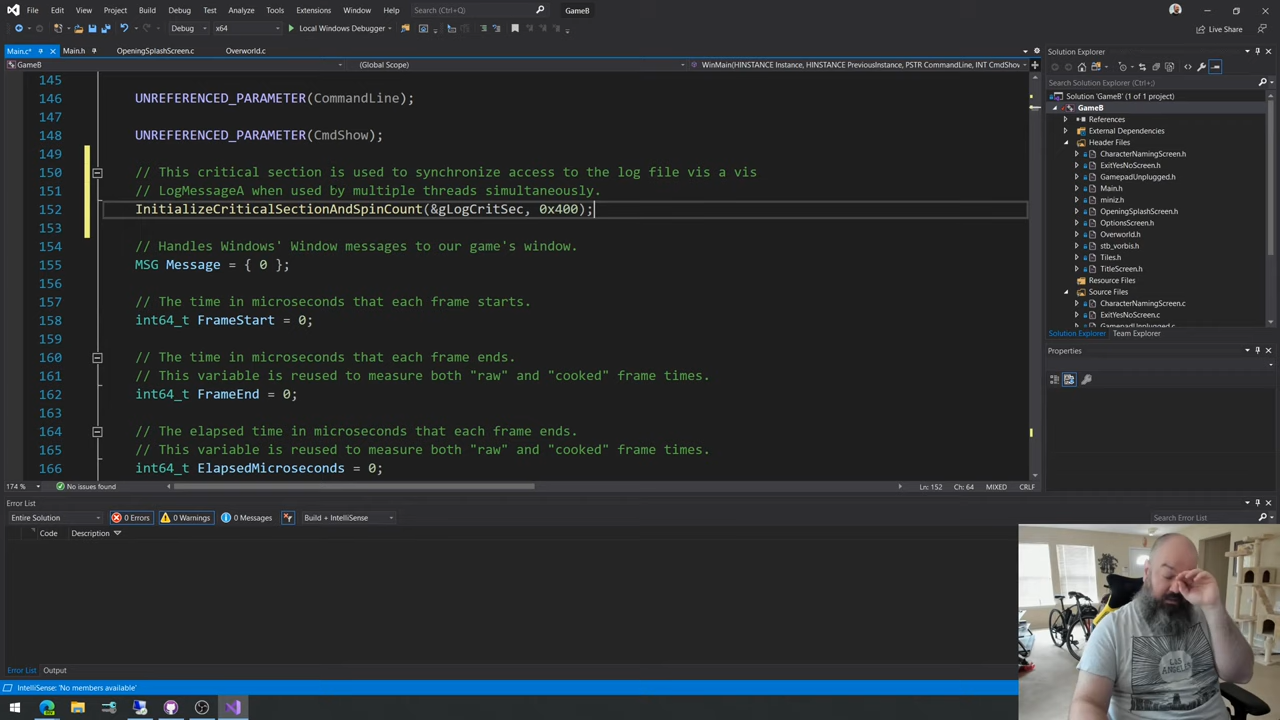 File Edit View Git Project Build Debug Test Analyze Tools Extensions Window Help Search (Ctrl+Q) GameB
Debug x64 Local Windows Debugger Live Share
Main.c* Main.h OpeningSplashScreen.c Overworld.c
GameB (Global Scope) WinMain(HINSTANCE Instance, HINSTANCE PreviousInstance, PSTR CommandLine, INT CmdShow)
145
146 UNREFERENCED_PARAMETER(CommandLine);
147
148 UNREFERENCED_PARAMETER(CmdShow);
149
150 // This critical section is used to synchronize access to the log file vis a vis
151 // LogMessageA when used by multiple threads simultaneously.
152 InitializeCriticalSectionAndSpinCount(&gLogCritSec, 0x400);
153
154 // Handles Windows' Window messages to our game's window.
155 MSG Message = { 0 };
156
157 // The time in microseconds that each frame starts.
158 int64_t FrameStart = 0;
159
160 // The time in microseconds that each frame ends.
161 // This variable is reused to measure both "raw" and "cooked" frame times.
162 int64_t FrameEnd = 0;
163
164 // The elapsed time in microseconds that each frame ends.
165 // This variable is reused to measure both "raw" and "cooked" frame times.
166 int64_t ElapsedMicroseconds = 0;
174 % No issues found Ln: 152 Ch: 64 MIXED CRLF
Solution Explorer
Search Solution Explorer (Ctrl+;)
Solution 'GameB' (1 of 1 project)
GameB
References
External Dependencies
Header Files
CharacterNamingScreen.h
ExitYesNoScreen.h
GamepadUnplugged.h
Main.h
miniz.h
OpeningSplashScreen.h
OptionsScreen.h
Overworld.h
stb_vorbis.h
Tiles.h
TitleScreen.h
Resource Files
Source Files
CharacterNamingScreen.c
ExitYesNoScreen.c
GamepadUnplugged.c
Solution Explorer Team Explorer
Properties
Error List
Entire Solution 0 Errors 0 Warnings 0 Messages Build + IntelliSense Search Error List
Code Description
LOS
ANGELES
Error List Output
IntelliSense: 'No members available'